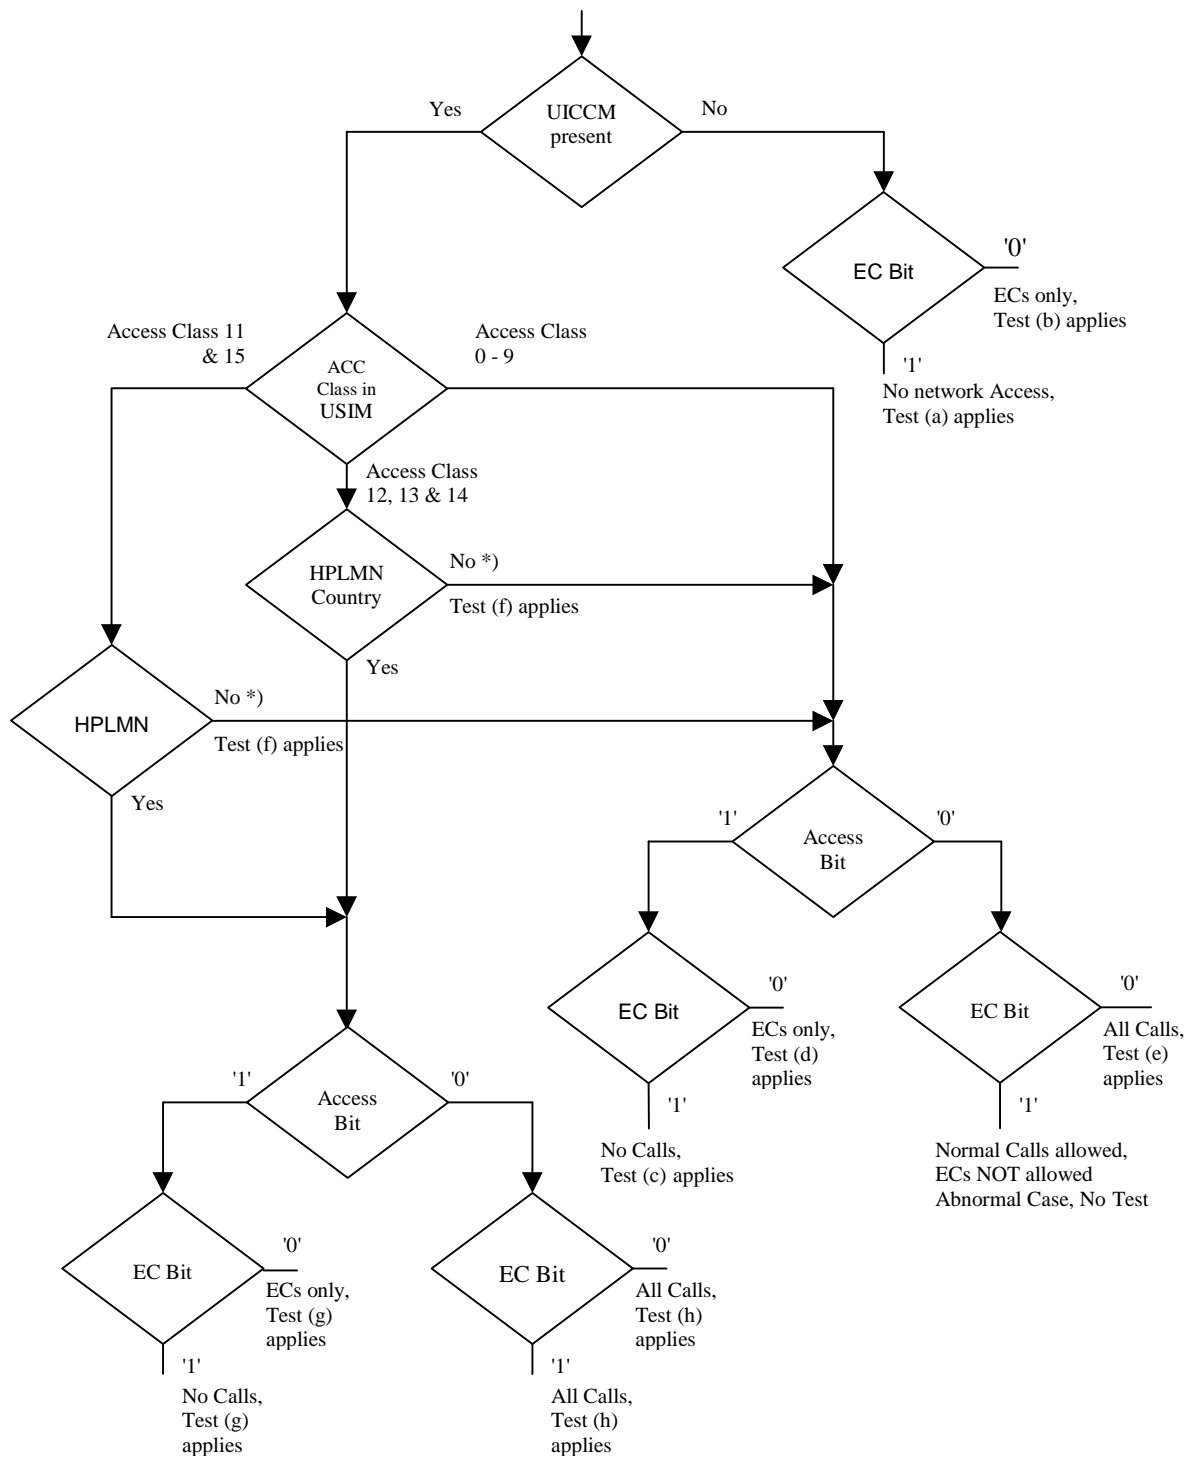 Yes
UICCM
present
No
EC Bit
'0'
ECs only,
Test (b) applies
'1'
No network Access,
Test (a) applies
Access Class 11
& 15
ACC
Class in
USIM
Access Class
0 - 9
Access Class
12, 13 & 14
HPLMN
Country
No *)
Test (f) applies
Yes
HPLMN
No *)
Test (f) applies
Yes
'1'
Access
Bit
'0'
EC Bit
'0'
ECs only,
Test (d)
applies
'1'
No Calls,
Test (c) applies
EC Bit
'0'
All Calls,
Test (e)
applies
'1'
Normal Calls allowed,
ECs NOT allowed
Abnormal Case, No Test
'1'
Access
Bit
'0'
EC Bit
'0'
ECs only,
Test (g)
applies
'1'
No Calls,
Test (g)
applies
EC Bit
'0'
All Calls,
Test (h)
applies
'1'
All Calls,
Test (h)
applies